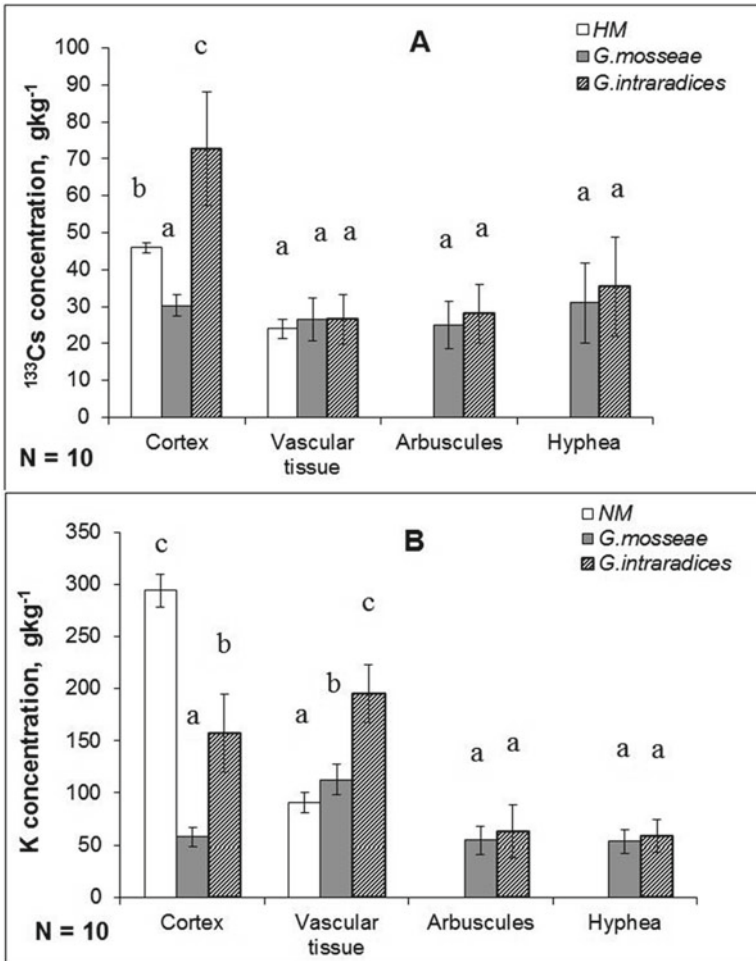 A
HM
G.mosseae
G.intraradices
¹³³Cs concentration, gkg⁻¹
100
90
80
70
60
50
40
30
20
10
0
b
a
c
a
a
a
a
a
a
a
Cortex
Vascular
tissue
Arbuscules
Hyphea
N = 10
B
NM
G.mosseae
G.intraradices
K concentration, gkg⁻¹
350
300
250
200
150
100
50
0
c
a
b
a
b
c
a
a
a
a
Cortex
Vascular
tissue
Arbuscules
Hyphea
N = 10